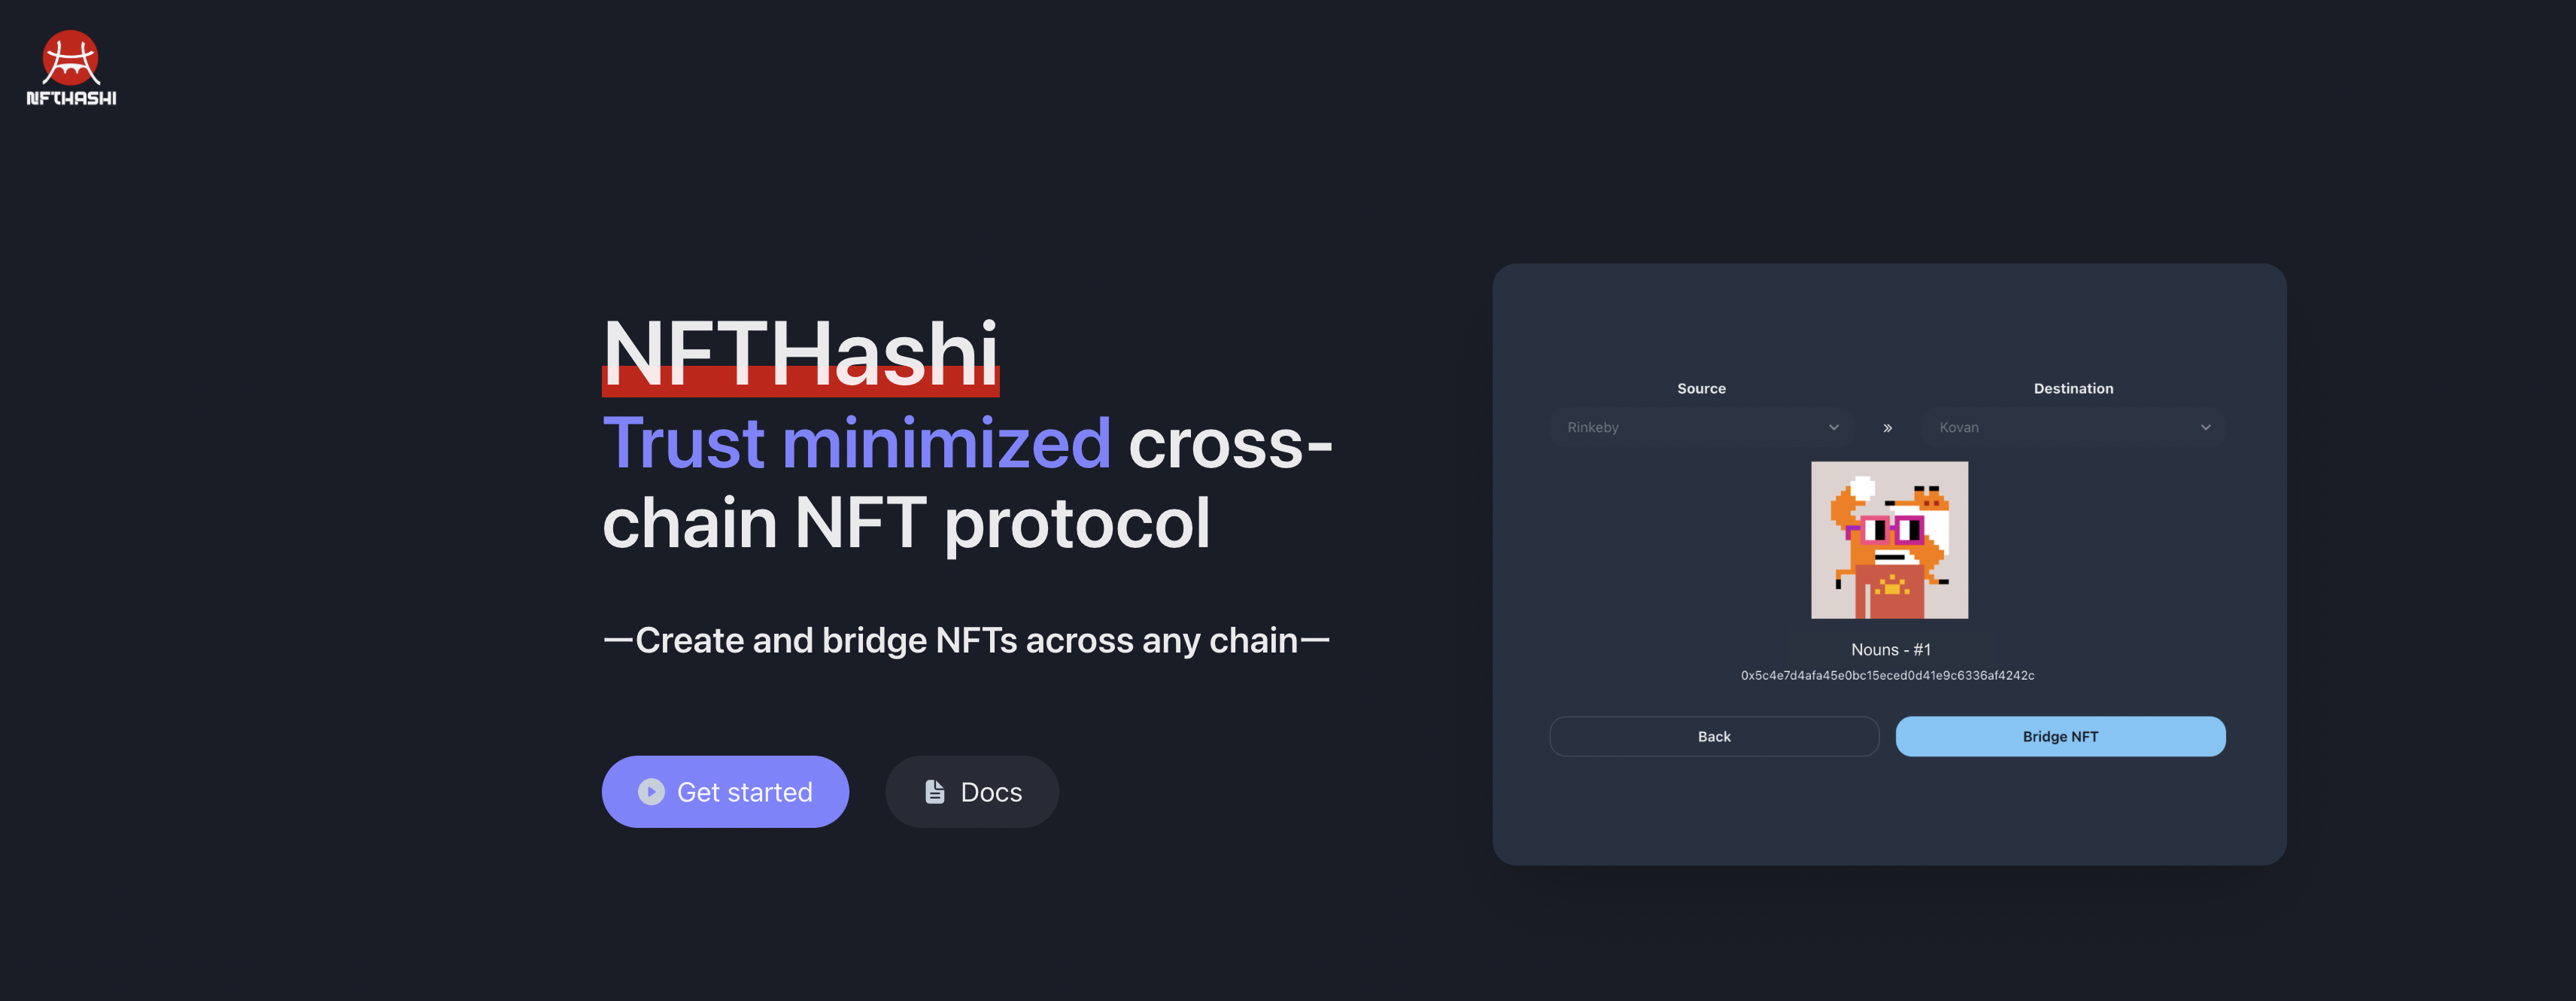 NFTHASHI
NFTHashi
Trust minimized cross-
chain NFT protocol
—Create and bridge NFTs across any chain—
Get started
Docs
Source
Destination
Rinkeby
»
Kovan
Nouns - #1
0x5c4e7d4afa45e0bc15eced0d41e9c6336af4242c
Back
Bridge NFT